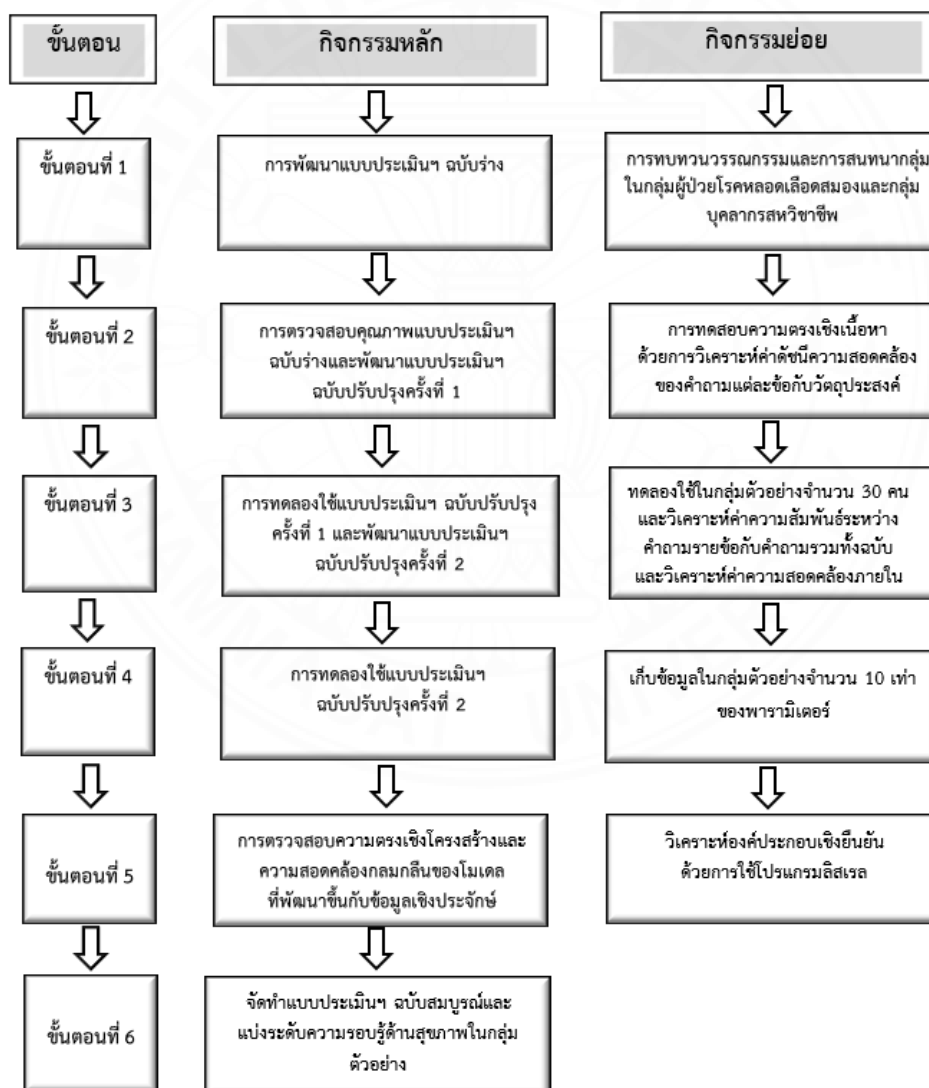 ขั้นตอน
กิจกรรมหลัก
กิจกรรมย่อย
ขั้นตอนที่ 1
การพัฒนาแบบประเมินฯ ฉบับร่าง
การทบทวนวรรณกรรมและการสนทนากลุ่ม
ในกลุ่มผู้ป่วยโรคหลอดเลือดสมองและกลุ่ม
บุคลากรสหวิชาชีพ
ขั้นตอนที่ 2
การตรวจสอบคุณภาพแบบประเมินฯ
ฉบับร่างและพัฒนาแบบประเมินฯ
ฉบับปรับปรุงครั้งที่ 1
การทดสอบความตรงเชิงเนื้อหา
ด้วยการวิเคราะห์ค่าดัชนีความสอดคล้อง
ของคำถามแต่ละข้อกับวัตถุประสงค์
ขั้นตอนที่ 3
การทดลองใช้แบบประเมินฯ ฉบับปรับปรุง
ครั้งที่ 1 และพัฒนาแบบประเมินฯ
ฉบับปรับปรุงครั้งที่ 2
ทดลองใช้ในกลุ่มตัวอย่างจำนวน 30 คน
และวิเคราะห์ค่าความสัมพันธ์ระหว่าง
คำถามรายข้อกับคำถามรวมทั้งฉบับ
และวิเคราะห์ค่าความสอดคล้องภายใน
ขั้นตอนที่ 4
การทดลองใช้แบบประเมินฯ
ฉบับปรับปรุงครั้งที่ 2
เก็บข้อมูลในกลุ่มตัวอย่างจำนวน 10 เท่า
ของพารามิเตอร์
ขั้นตอนที่ 5
การตรวจสอบความตรงเชิงโครงสร้างและ
ความสอดคล้องกลมกลืนของโมเดล
ที่พัฒนาขึ้นกับข้อมูลเชิงประจักษ์
วิเคราะห์องค์ประกอบเชิงยืนยัน
ด้วยการใช้โปรแกรมลิสเรล
ขั้นตอนที่ 6
จัดทำแบบประเมินฯ ฉบับสมบูรณ์และ
แบ่งระดับความรอบรู้ด้านสุขภาพในกลุ่ม
ตัวอย่าง